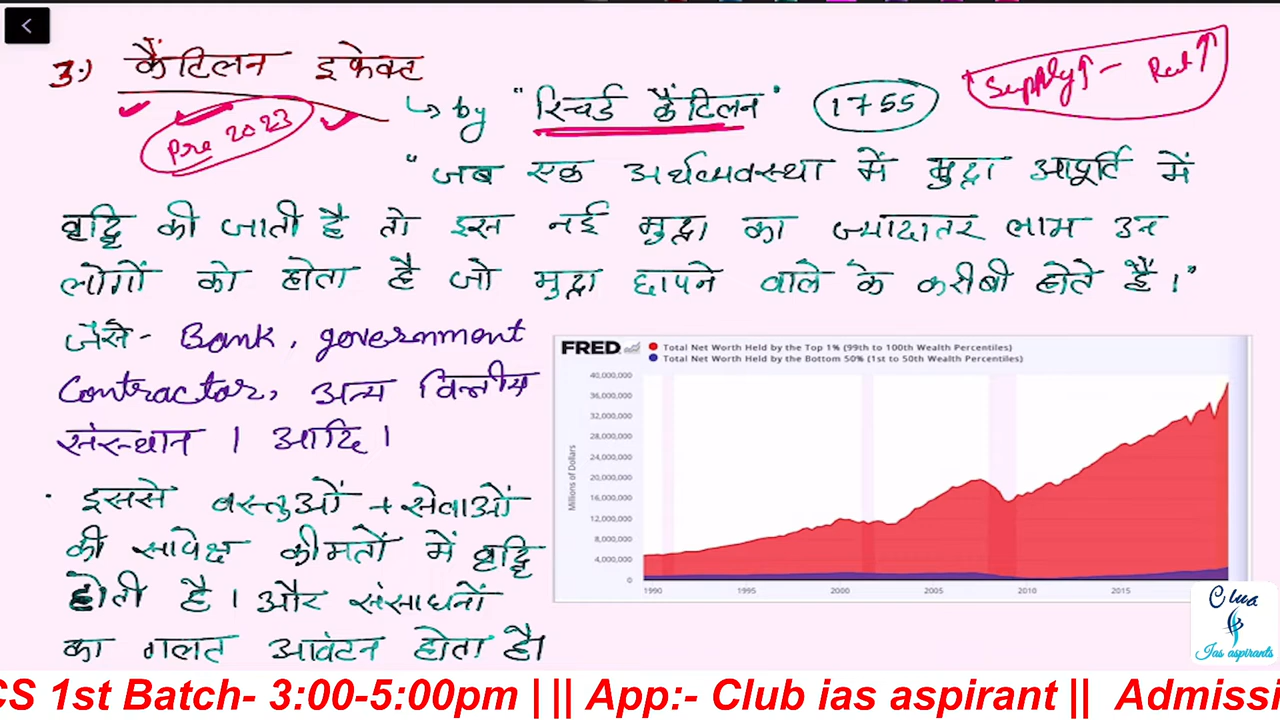 3.) कैंटिलन इफेक्ट
Pre 2023
↳ by "रिचर्ड कैंटिलन" 1755
Supply↑ - Rat↑
"जब एक अर्थव्यवस्था में मुद्रा आपूर्ति में
वृद्धि की जाती है तो इस नई मुद्रा का ज्यादातर लाभ उन
लोगों को होता है जो मुद्रा छापने वाले के करीबी होते हैं।"
जैसे- Bank, government
Contractor, अन्य वित्तीय
संस्थान । आदि ।
FRED
Total Net Worth Held by the Top 1% (99th to 100th Wealth Percentiles)
Total Net Worth Held by the Bottom 50% (1st to 50th Wealth Percentiles)
40,000,000
36,000,000
32,000,000
28,000,000
24,000,000
20,000,000
16,000,000
12,000,000
8,000,000
4,000,000
0
Millions of Dollars
1990 1995 2000 2005 2010 2015
· इससे वस्तुओं + सेवाओं
की सापेक्ष कीमतों में वृद्धि
होती है । और संसाधनों
का गलत आवंटन होता है।
Club
Ias aspirants
CS 1st Batch- 3:00-5:00pm | || App:- Club ias aspirant || Admissi